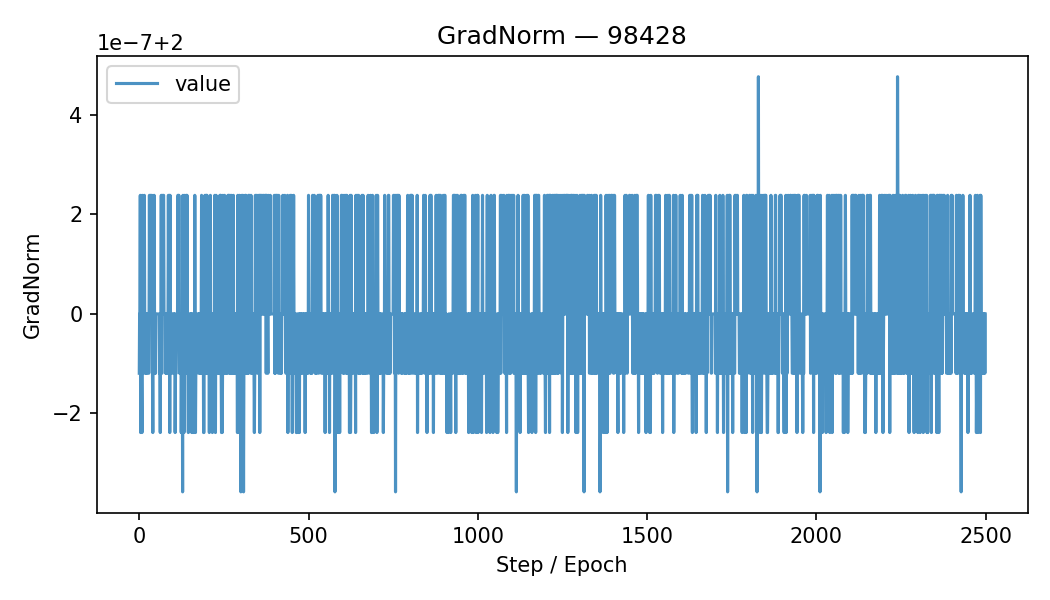 GradNorm — 98428
1e−7+2
value
4
2
0
−2
GradNorm
0
500
1000
1500
2000
2500
Step / Epoch